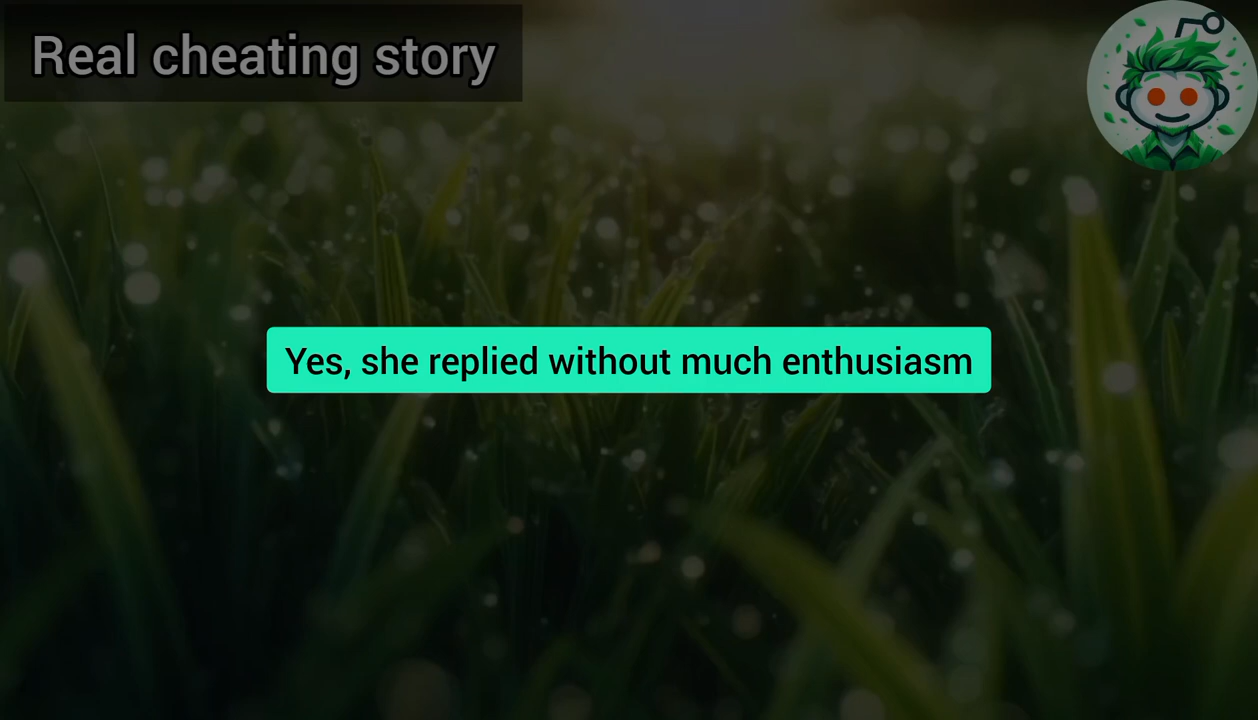 Real cheating story
Yes, she replied without much enthusiasm